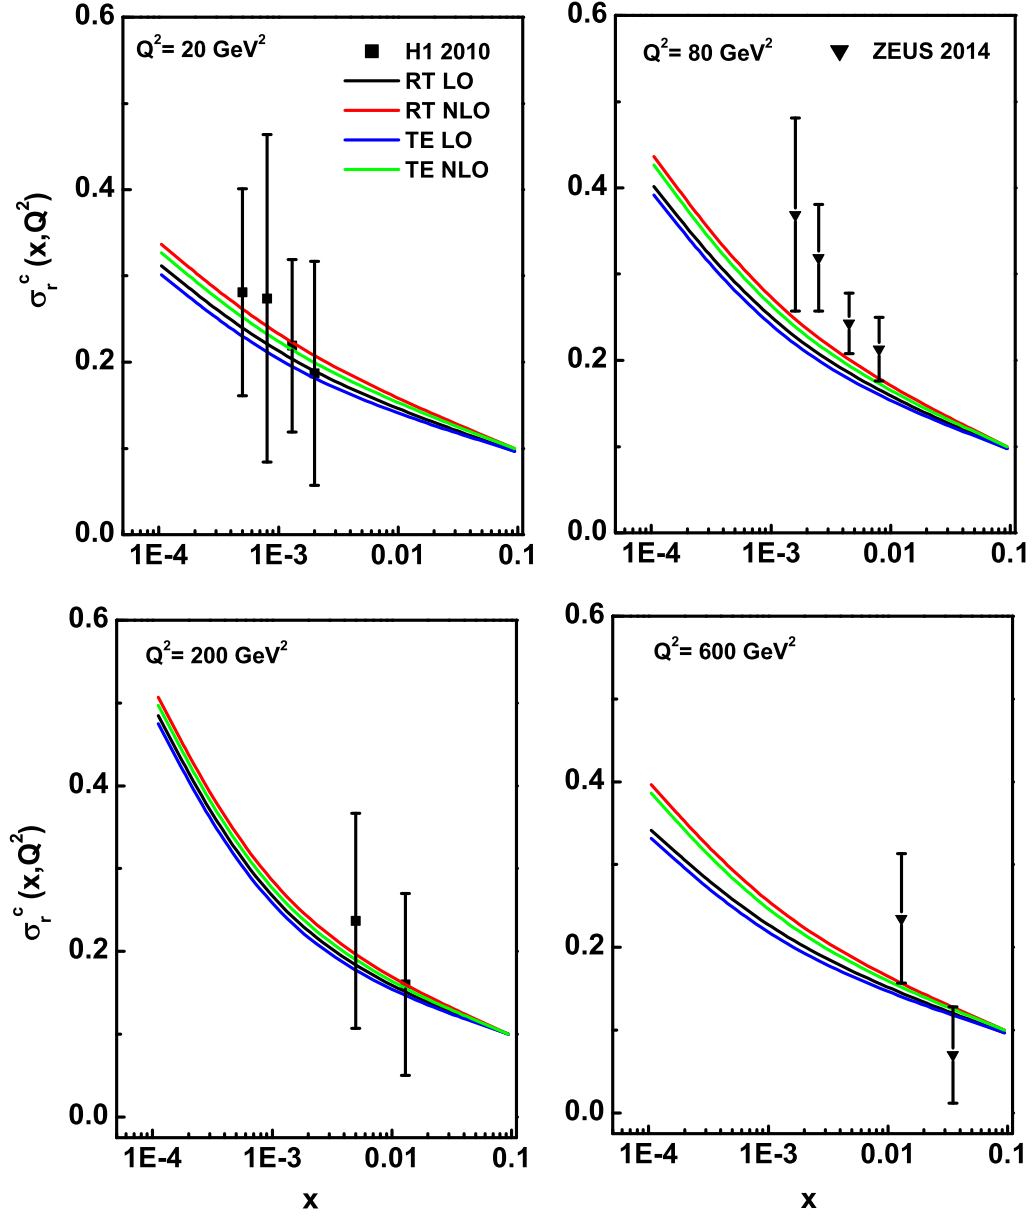 Q²= 20 GeV²
H1 2010
RT LO
RT NLO
TE LO
TE NLO
0.6
0.4
0.2
0.0
σᵣᶜ (x,Q²)
1E-4 1E-3 0.01 0.1
Q²= 80 GeV²
ZEUS 2014
0.6
0.4
0.2
0.0
1E-4 1E-3 0.01 0.1
Q²= 200 GeV²
0.6
0.4
0.2
0.0
σᵣᶜ (x,Q²)
1E-4 1E-3 0.01 0.1
x
Q²= 600 GeV²
0.6
0.4
0.2
0.0
1E-4 1E-3 0.01 0.1
x